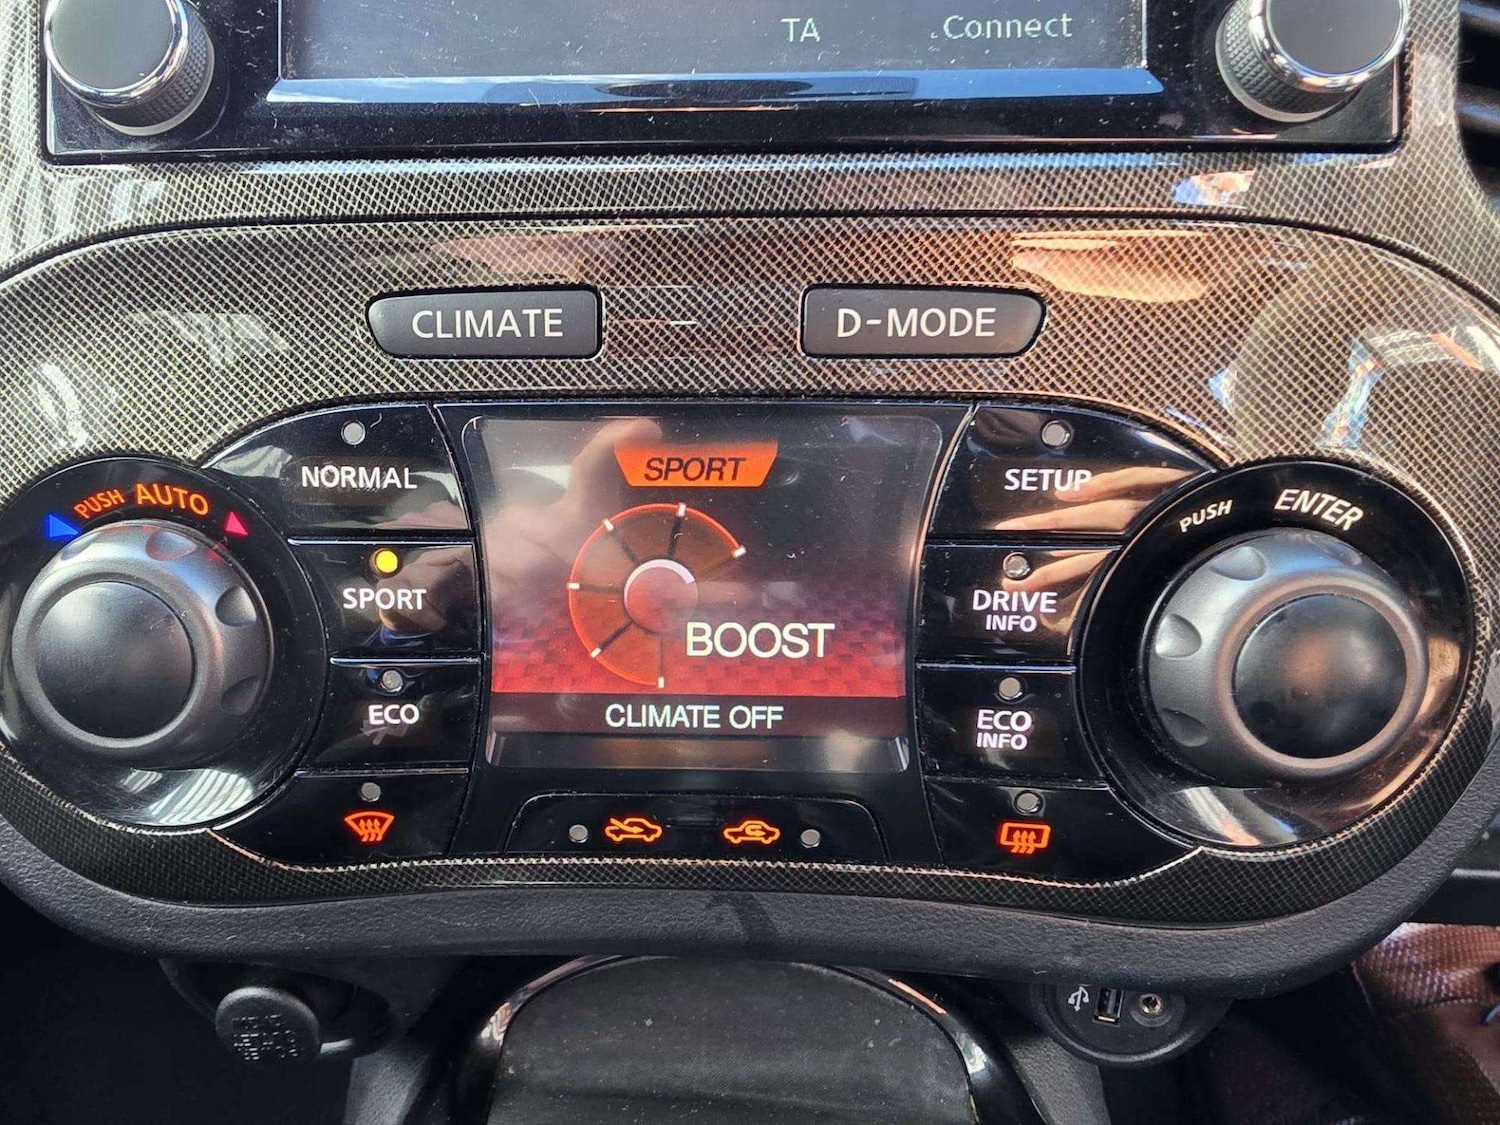 TA
Connect
CLIMATE
D-MODE
PUSH AUTO
NORMAL
SPORT
SETUP
PUSH ENTER
SPORT
DRIVE
INFO
BOOST
ECO
ECO
INFO
CLIMATE OFF